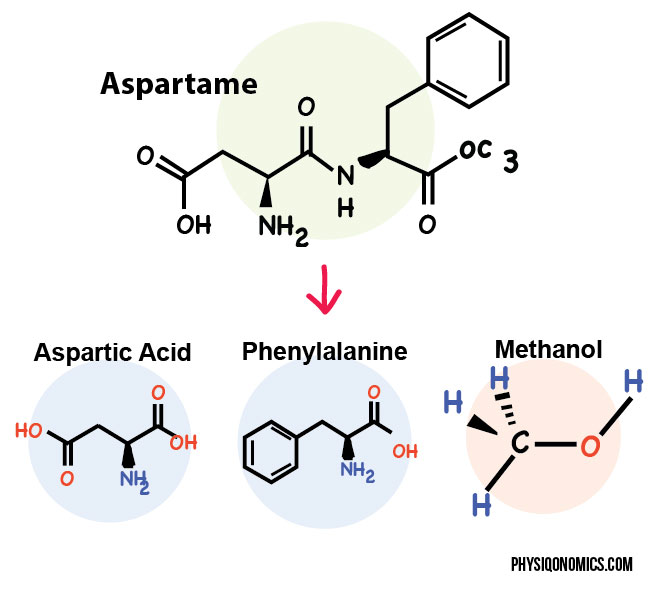 Aspartame
O
O
OC 3
N
H
OH
NH2
O
Aspartic Acid
Phenylalanine
Methanol
HO
O
O
OH
NH2
O
OH
NH2
H
H
H
C
O
H
PHYSIQONOMICS.COM